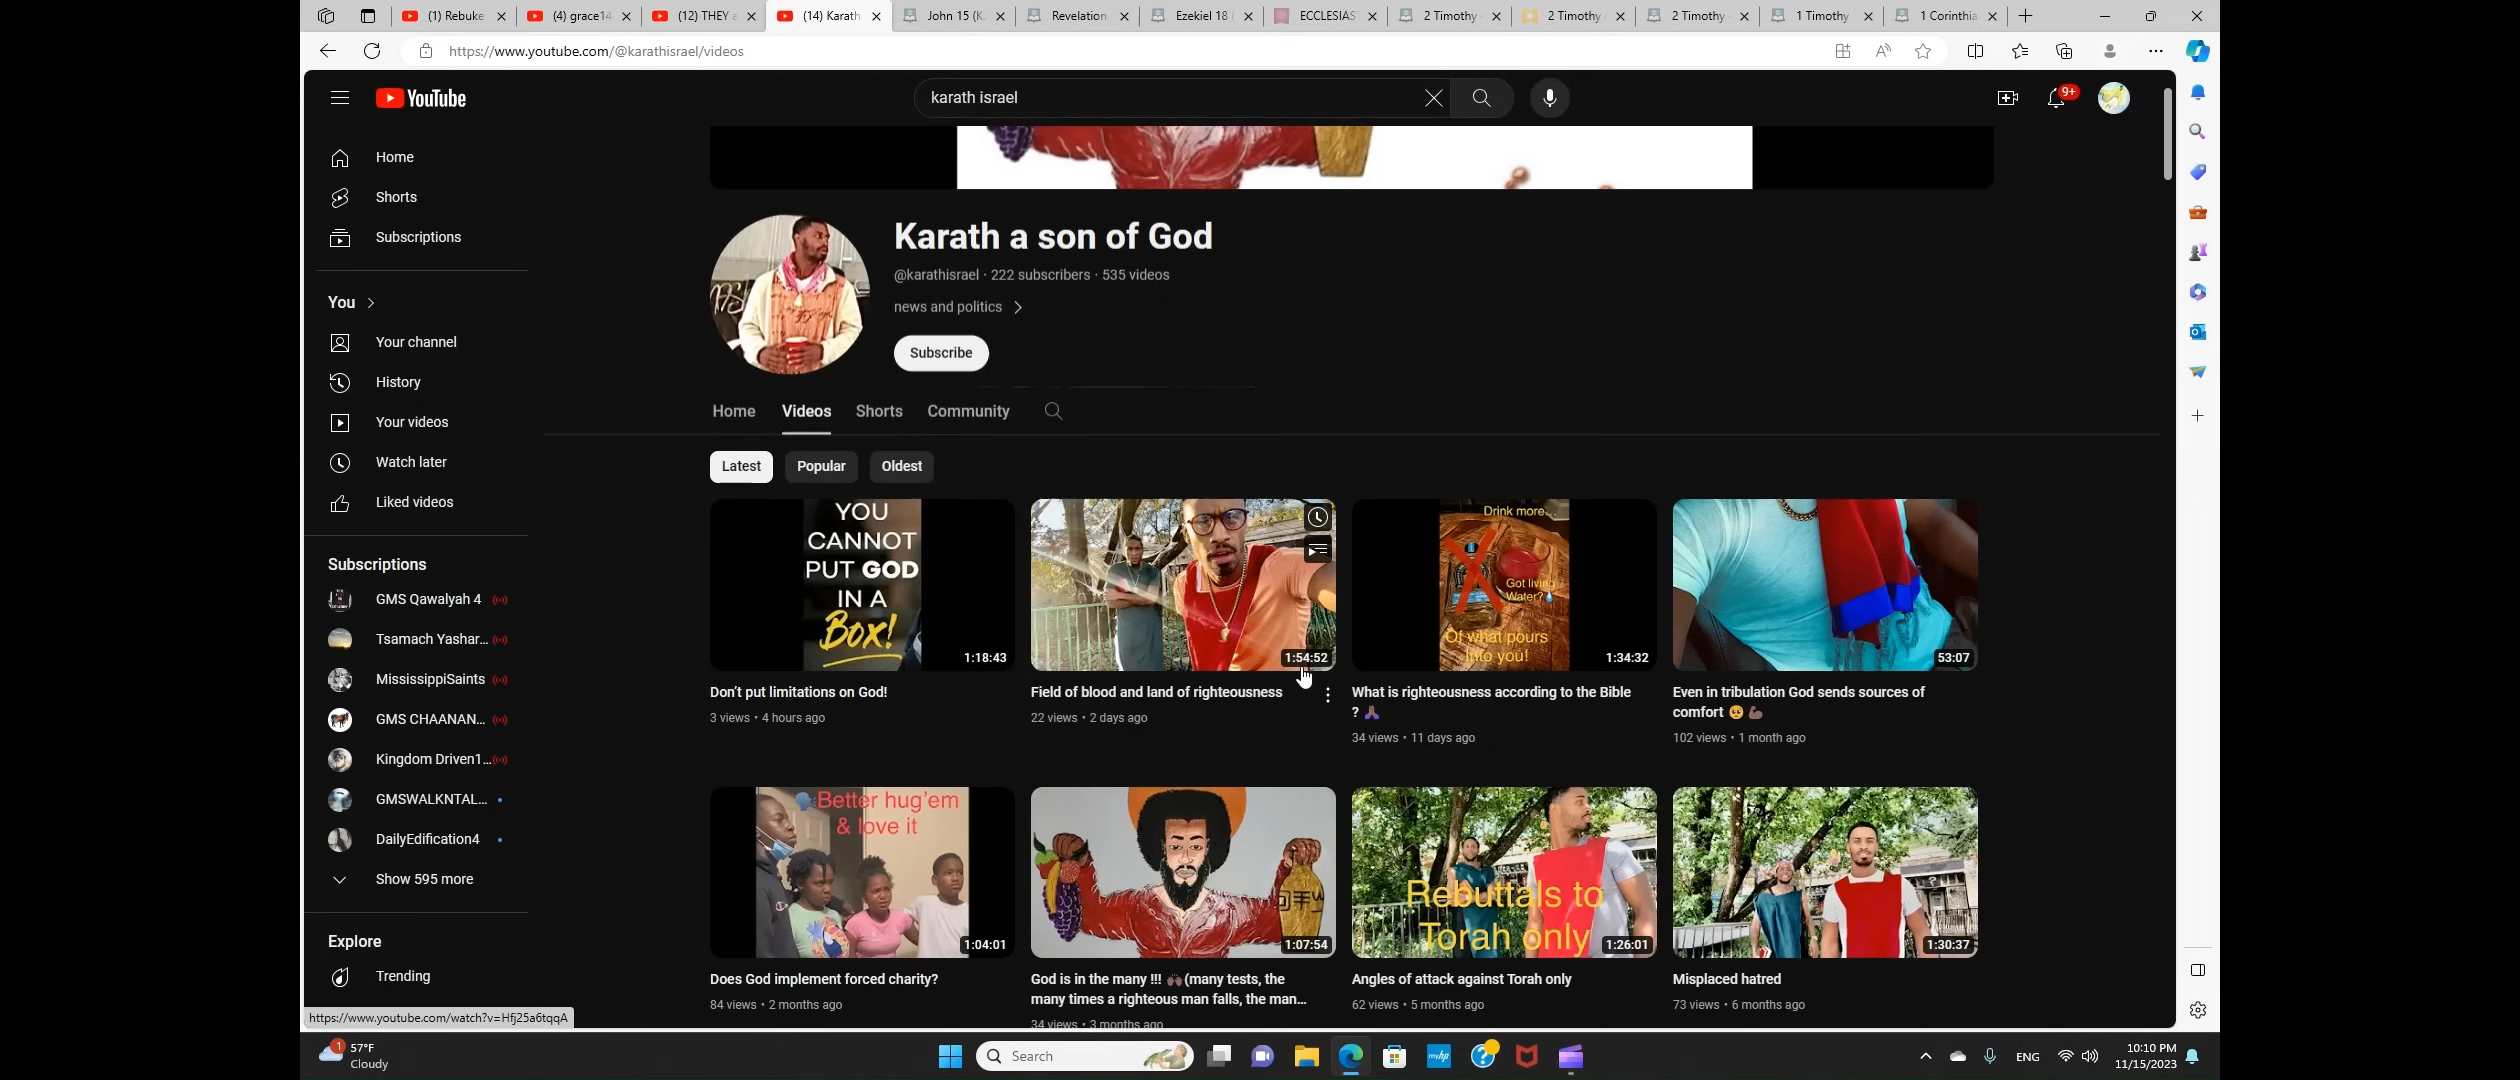 (1) Rebuke
(4) grace14
(12) THEY a
(14) Karath
John 15 (K
Revelation
Ezekiel 18 (
ECCLESIAS
2 Timothy
2 Timothy
2 Timothy
1 Timothy
1 Corinthia
https://www.youtube.com/@karathisrael/videos
YouTube
karath israel
9+
Home
Shorts
Subscriptions
You
Your channel
History
Your videos
Watch later
Liked videos
Subscriptions
GMS Qawalyah 4
Tsamach Yashar...
MississippiSaints
GMS CHAANAN...
Kingdom Driven1...
GMSWALKNTAL...
DailyEdification4
Show 595 more
Explore
Trending
Karath a son of God
@karathisrael · 222 subscribers · 535 videos
news and politics
Subscribe
Home Videos Shorts Community
Latest Popular Oldest
YOU
CANNOT
PUT GOD
IN A
BOX!
1:18:43
Don't put limitations on God!
3 views • 4 hours ago
1:54:52
Field of blood and land of righteousness
22 views • 2 days ago
Drink more...
Got living
Water?
Of what pours
into you!
1:34:32
What is righteousness according to the Bible
? 🙏🏾
34 views • 11 days ago
53:07
Even in tribulation God sends sources of
comfort 🥺 💪🏾
102 views • 1 month ago
🗣Better hug'em
& love it
1:04:01
Does God implement forced charity?
84 views • 2 months ago
1:07:54
God is in the many !!! 🙌🏿 (many tests, the
many times a righteous man falls, the man...
34 views • 3 months ago
Rebuttals to
Torah only
1:26:01
Angles of attack against Torah only
62 views • 5 months ago
1:30:37
Misplaced hatred
73 views • 6 months ago
https://www.youtube.com/watch?v=Hfj25a6tqqA
1
57°F
Cloudy
Search
myhp
ENG
10:10 PM
11/15/2023